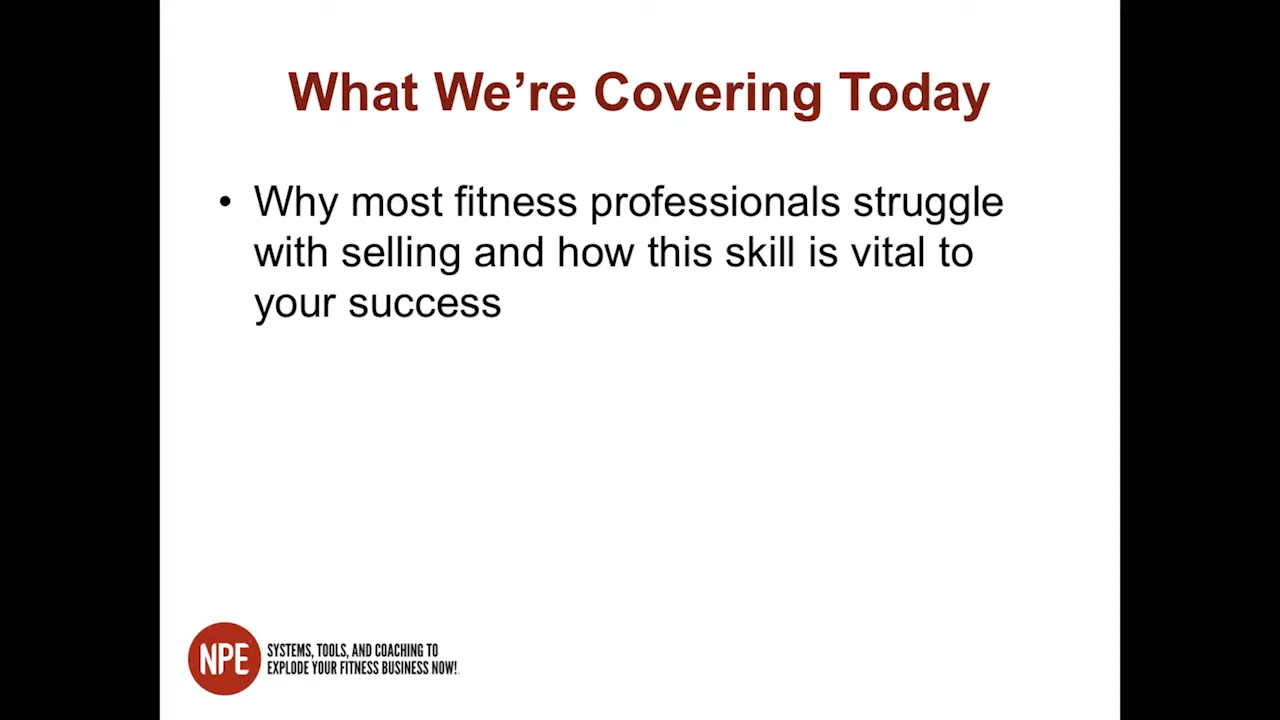 What We’re Covering Today
• Why most fitness professionals struggle
with selling and how this skill is vital to
your success
NPE
SYSTEMS, TOOLS, AND COACHING TO
EXPLODE YOUR FITNESS BUSINESS NOW!